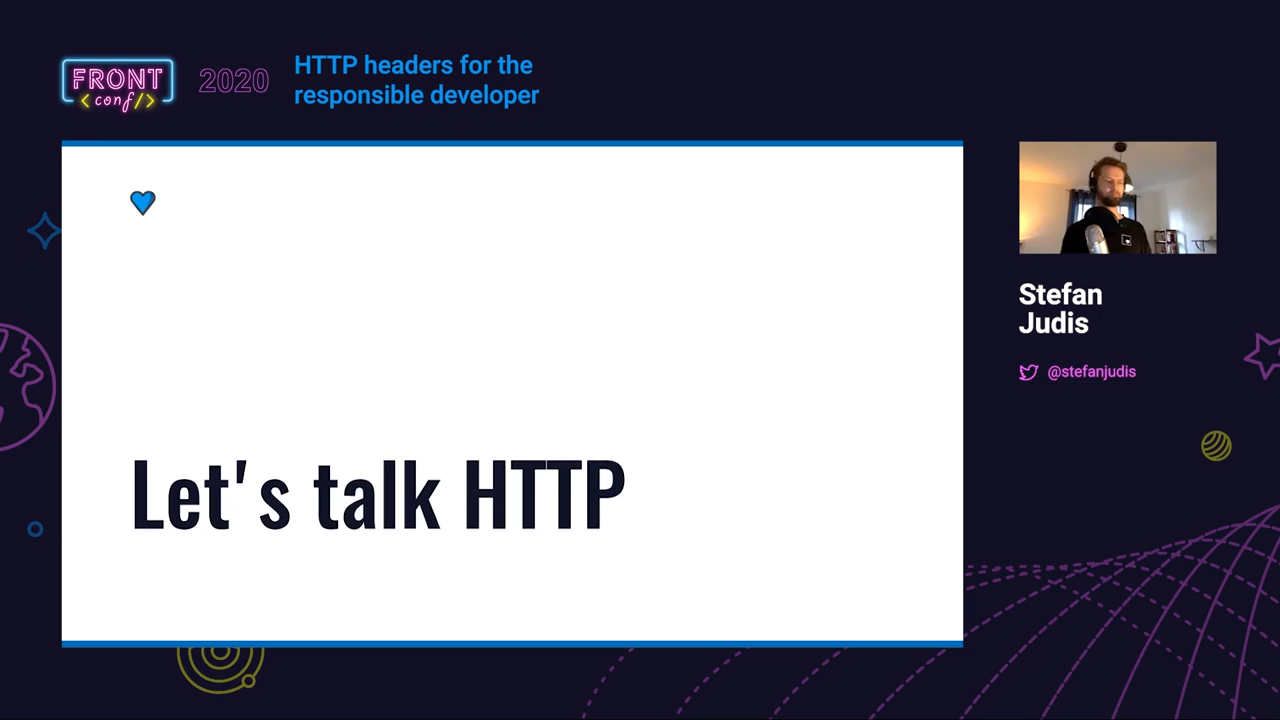 FRONT
<conf/>
2020
HTTP headers for the
responsible developer
Let's talk HTTP
Stefan
Judis
@stefanjudis